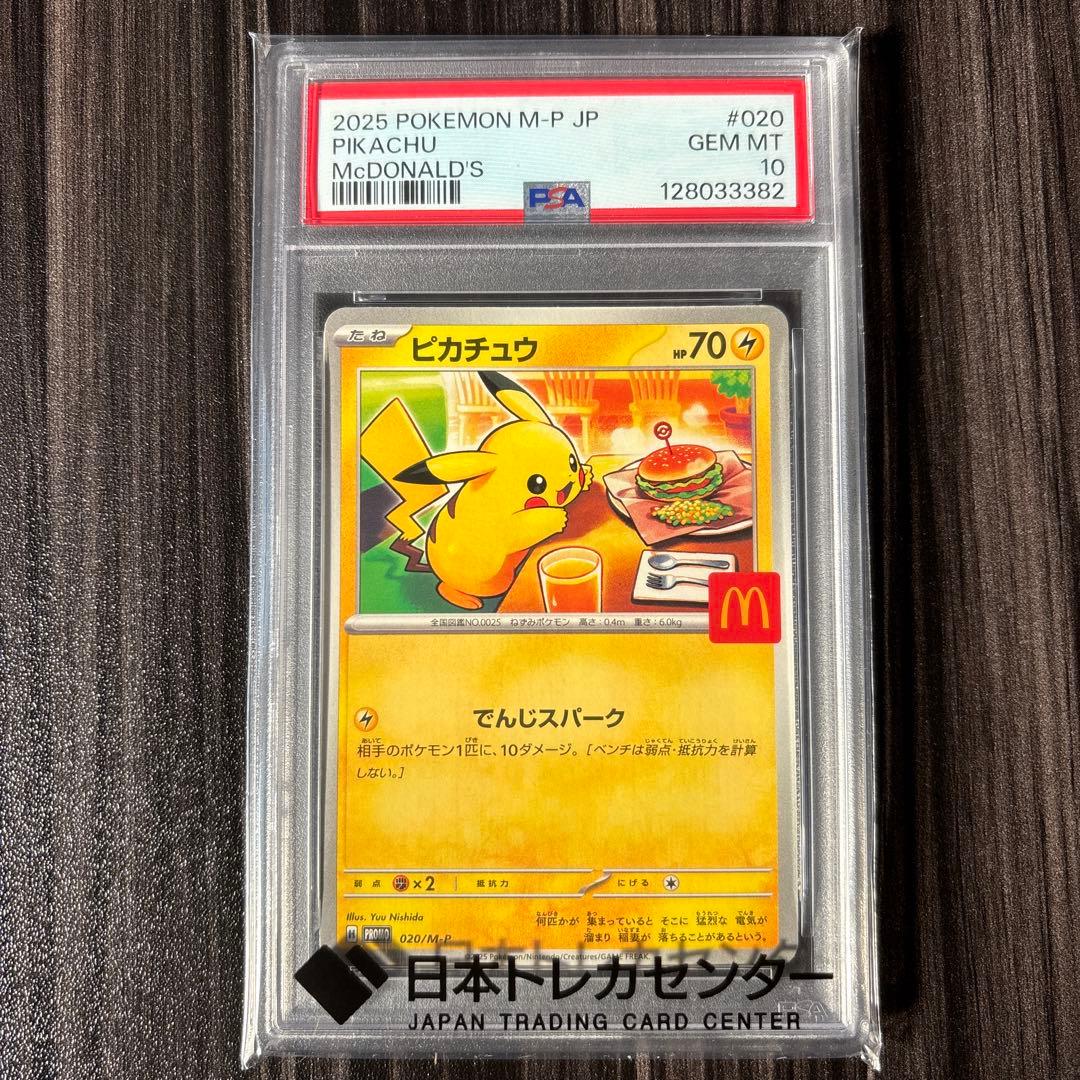 2025 POKEMON M-P JP #020
PIKACHU GEM MT
McDONALD'S 10
128033382
PSA
たね ピカチュウ HP70
全国図鑑NO.0025 ねずみポケモン 高さ:0.4m 重さ:6.0kg
でんじスパーク
相手のポケモン1匹に、10ダメージ。[ベンチは弱点・抵抗力を計算
しない。]
弱点 ×2 抵抗力 にげる
Illus. Yuu Nishida
何匹かが 集まっていると そこに 猛烈な 電気が
溜まり 稲妻が 落ちることがあるという。
PROMO 020/M-P
©2025 Pokémon/Nintendo/Creatures/GAME FREAK.
日本トレカセンター
JAPAN TRADING CARD CENTER